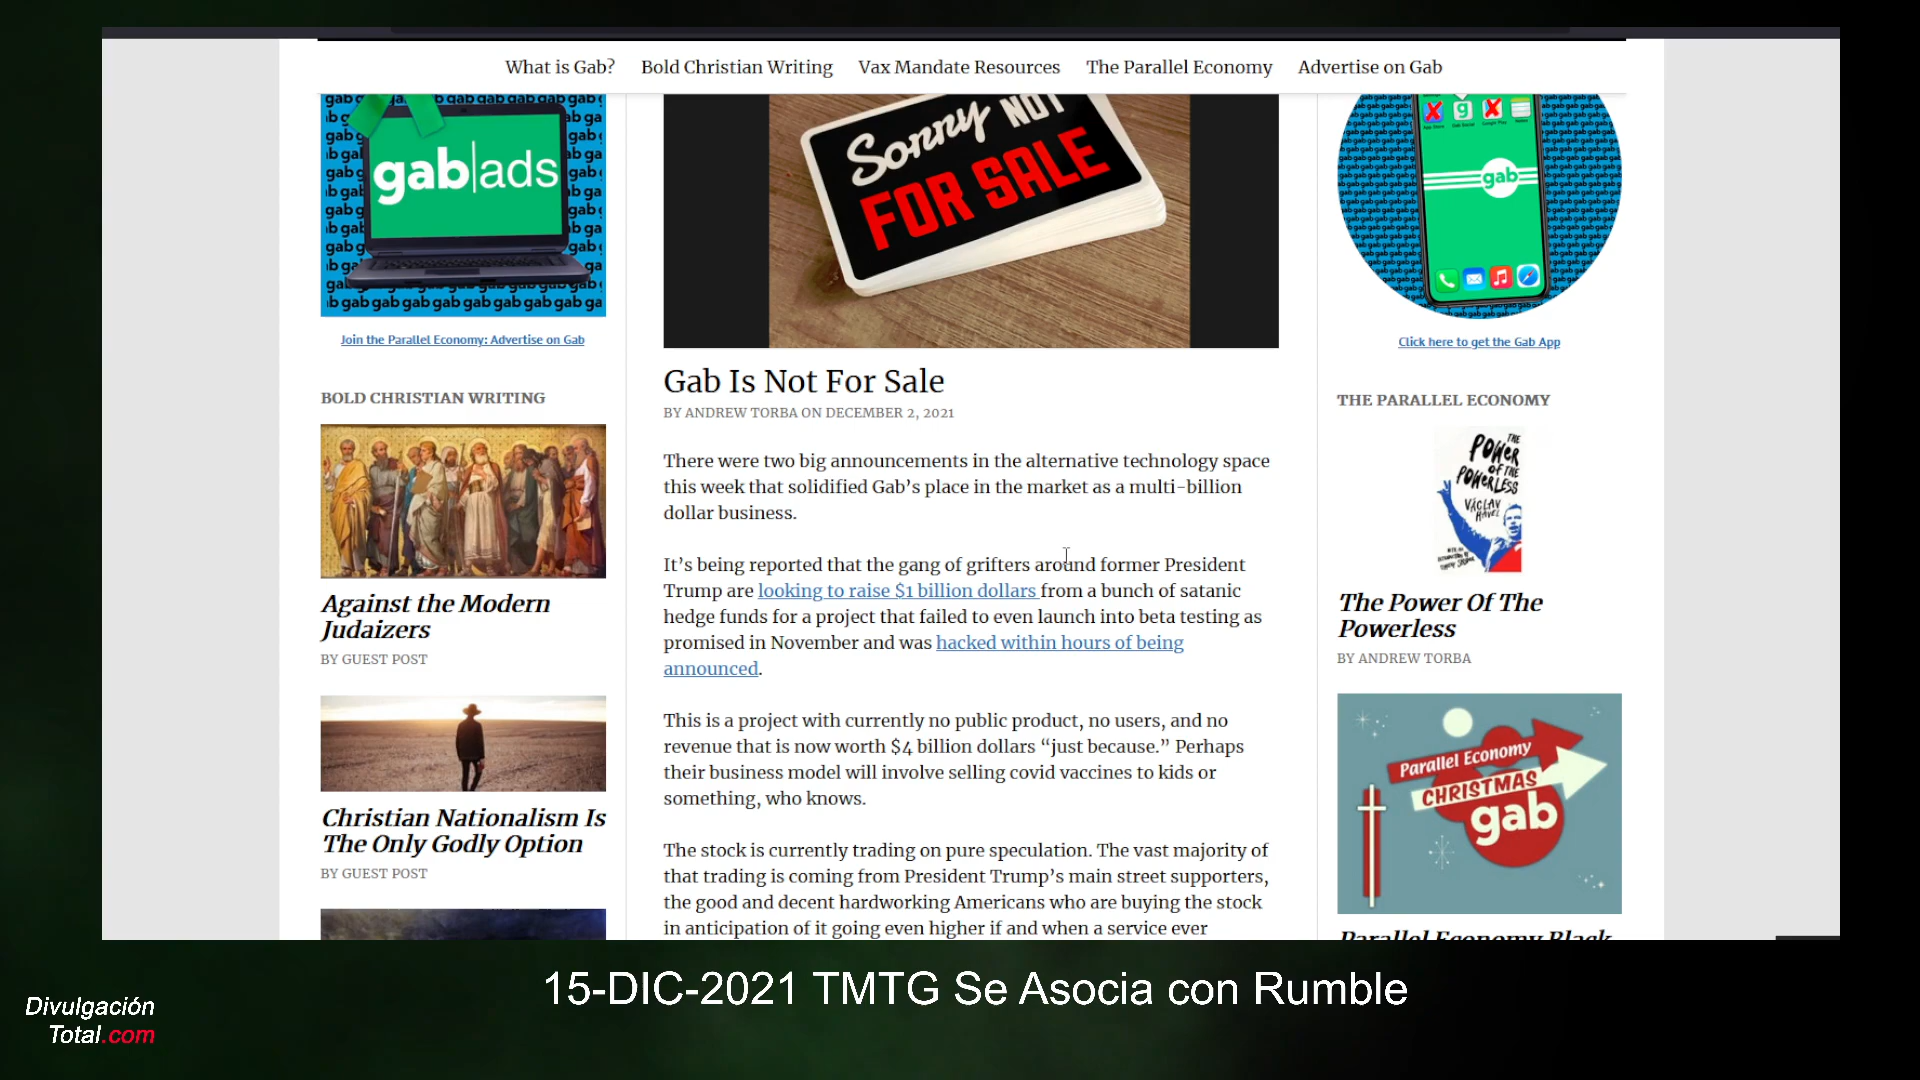 What is Gab?
Bold Christian Writing
Vax Mandate Resources
The Parallel Economy
Advertise on Gab
gab|ads
Join the Parallel Economy: Advertise on Gab
BOLD CHRISTIAN WRITING
Against the Modern
Judaizers
BY GUEST POST
Christian Nationalism Is
The Only Godly Option
BY GUEST POST
Sorry NOT
FOR SALE
Gab Is Not For Sale
BY ANDREW TORBA ON DECEMBER 2, 2021
There were two big announcements in the alternative technology space
this week that solidified Gab’s place in the market as a multi-billion
dollar business.
It’s being reported that the gang of grifters around former President
Trump are looking to raise $1 billion dollars from a bunch of satanic
hedge funds for a project that failed to even launch into beta testing as
promised in November and was hacked within hours of being
announced.
This is a project with currently no public product, no users, and no
revenue that is now worth $4 billion dollars “just because.” Perhaps
their business model will involve selling covid vaccines to kids or
something, who knows.
The stock is currently trading on pure speculation. The vast majority of
that trading is coming from President Trump’s main street supporters,
the good and decent hardworking Americans who are buying the stock
in anticipation of it going even higher if and when a service ever
gab
Click here to get the Gab App
THE PARALLEL ECONOMY
THE
POWER
OF THE
POWERLESS
VÁCLAV
HAVEL
The Power Of The
Powerless
BY ANDREW TORBA
Parallel Economy
CHRISTMAS
gab
Parallel Economy Black
15-DIC-2021 TMTG Se Asocia con Rumble
Divulgación
Total.com